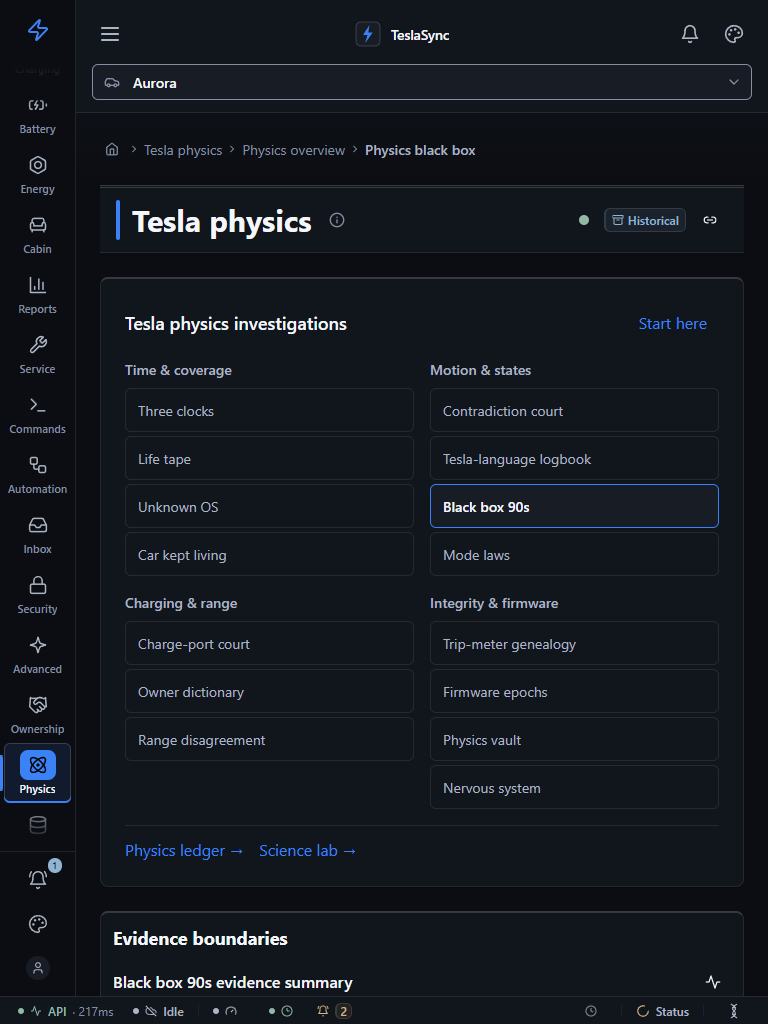 TeslaSync
Aurora
Charging
Battery
Energy
Cabin
Reports
Service
Commands
Automation
Inbox
Security
Advanced
Ownership
Physics
1
Tesla physics > Physics overview > Physics black box
Tesla physics
Historical
Tesla physics investigations
Start here
Time & coverage
Three clocks
Life tape
Unknown OS
Car kept living
Motion & states
Contradiction court
Tesla-language logbook
Black box 90s
Mode laws
Charging & range
Charge-port court
Owner dictionary
Range disagreement
Integrity & firmware
Trip-meter genealogy
Firmware epochs
Physics vault
Nervous system
Physics ledger → Science lab →
Evidence boundaries
Black box 90s evidence summary
API · 217ms Idle 2 Status